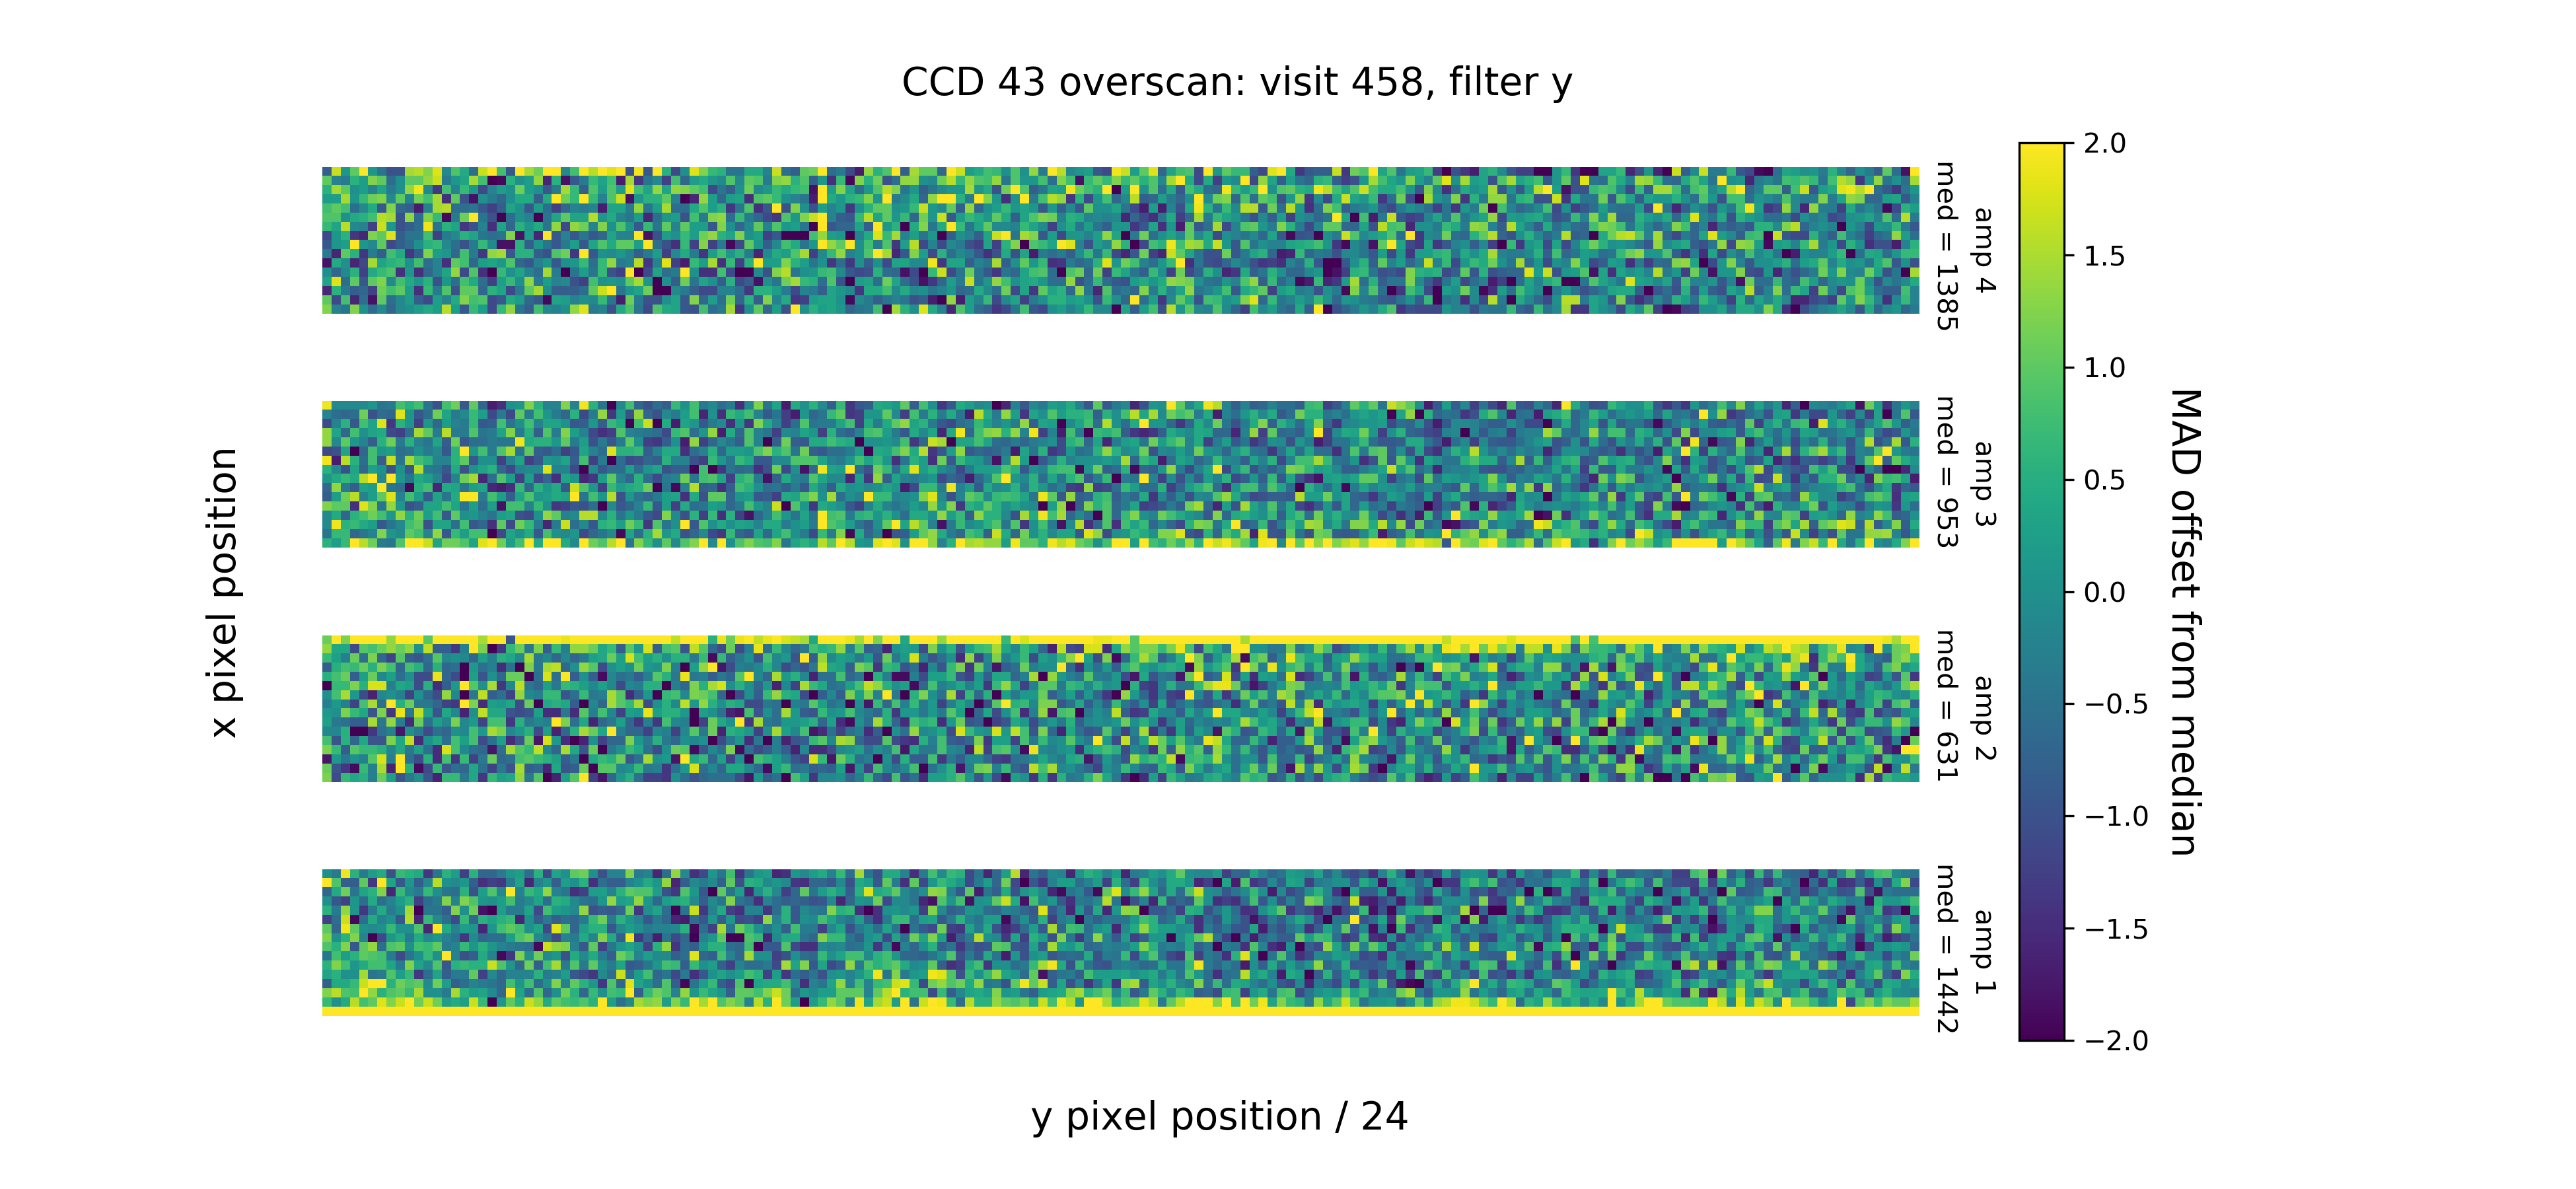 CCD 43 overscan: visit 458, filter y
x pixel position
amp 4
med = 1385
amp 3
med = 953
amp 2
med = 631
amp 1
med = 1442
2.0
1.5
1.0
0.5
0.0
−0.5
−1.0
−1.5
−2.0
MAD offset from median
y pixel position / 24